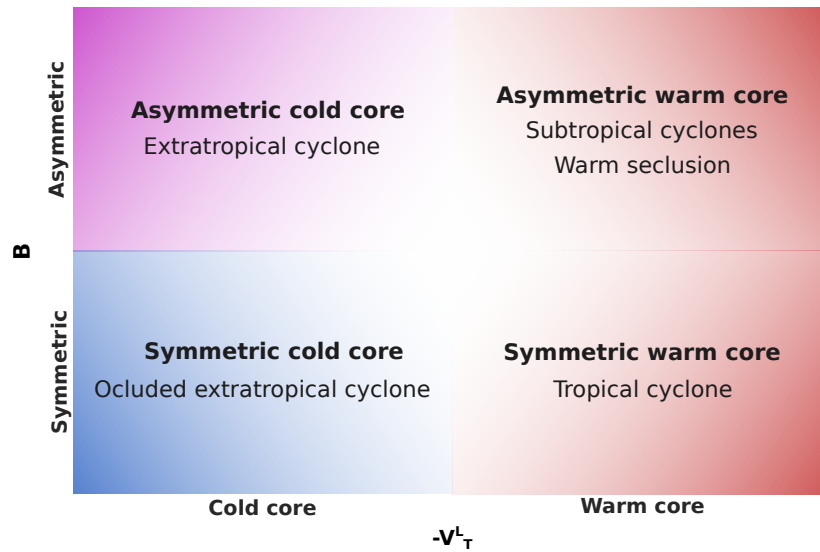 Asymmetric
B
Symmetric
Asymmetric cold core
Extratropical cyclone
Asymmetric warm core
Subtropical cyclones
Warm seclusion
Symmetric cold core
Ocluded extratropical cyclone
Symmetric warm core
Tropical cyclone
Cold core
Warm core
-V^L_T